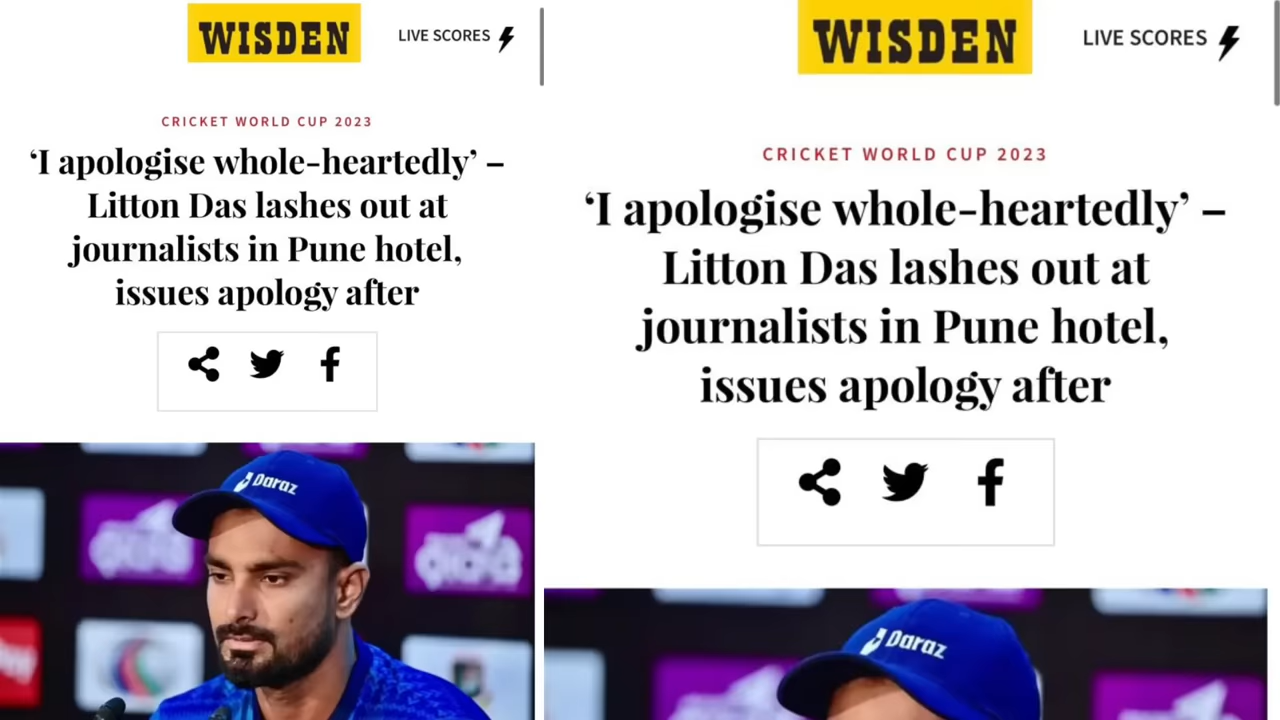 WISDEN
LIVE SCORES
CRICKET WORLD CUP 2023
‘I apologise whole-heartedly’ –
Litton Das lashes out at
journalists in Pune hotel,
issues apology after
Daraz
WISDEN
LIVE SCORES
CRICKET WORLD CUP 2023
‘I apologise whole-heartedly’ –
Litton Das lashes out at
journalists in Pune hotel,
issues apology after
Daraz